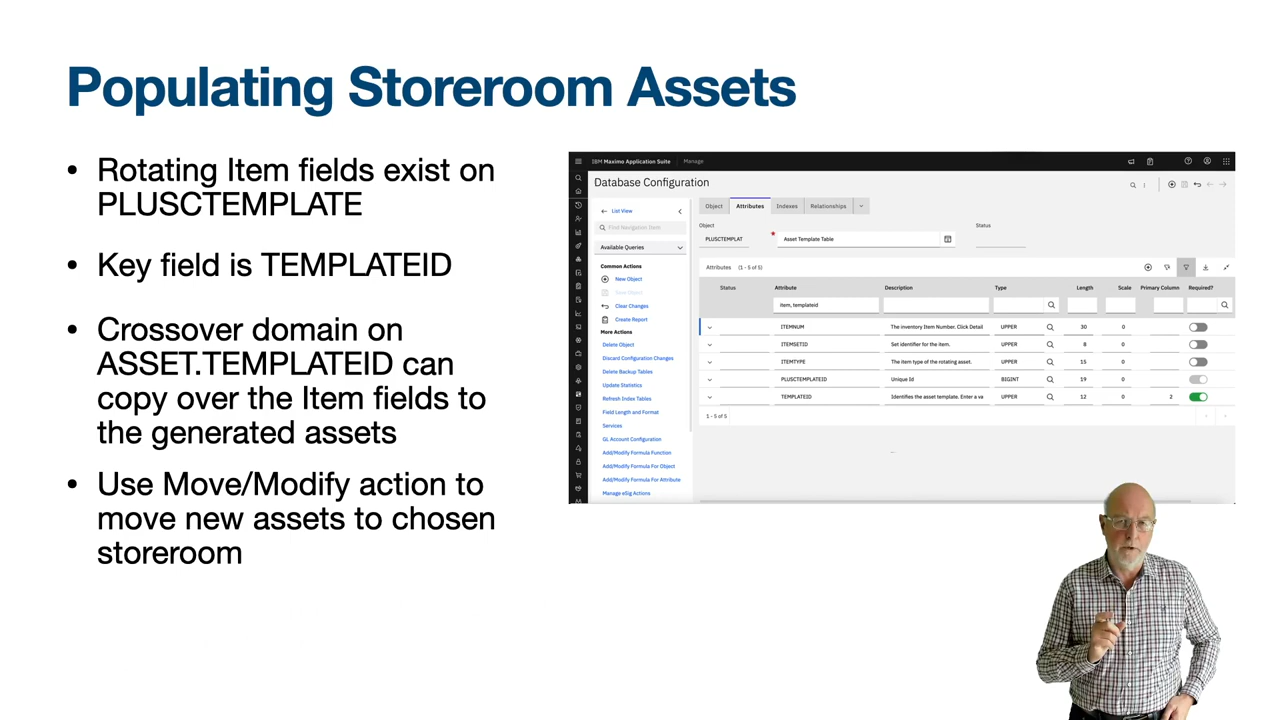 Populating Storeroom Assets
• Rotating Item fields exist on
PLUSCTEMPLATE
• Key field is TEMPLATEID
• Crossover domain on
ASSET.TEMPLATEID can
copy over the Item fields to
the generated assets
• Use Move/Modify action to
move new assets to chosen
storeroom
IBM Maximo Application Suite Manage
Database Configuration
List View
Find Navigation Item
Available Queries
Common Actions
New Object
Clear Changes
Create Report
More Actions
Delete Object
Discard Configuration Changes
Delete Backup Tables
Update Statistics
Refresh Index Tables
Field Length and Format
Services
GL Account Configuration
Add/Modify Formula Function
Add/Modify Formula For Object
Add/Modify Formula For Attribute
Manage eSig Actions
Object Attributes Indexes Relationships
Object Status
PLUSCTEMPLAT Asset Template Table
Attributes (1 - 5 of 5)
Status Attribute Description Type Length Scale Primary Column Required?
item, templateid
ITEMNUM The inventory Item Number. Click Detail UPPER 30 0
ITEMSETID Set identifier for the item. UPPER 8 0
ITEMTYPE The item type of the rotating asset. UPPER 15 0
PLUSCTEMPLATEID Unique Id BIGINT 19 0
TEMPLATEID Identifies the asset template. Enter a va UPPER 12 0 2
1 - 5 of 5